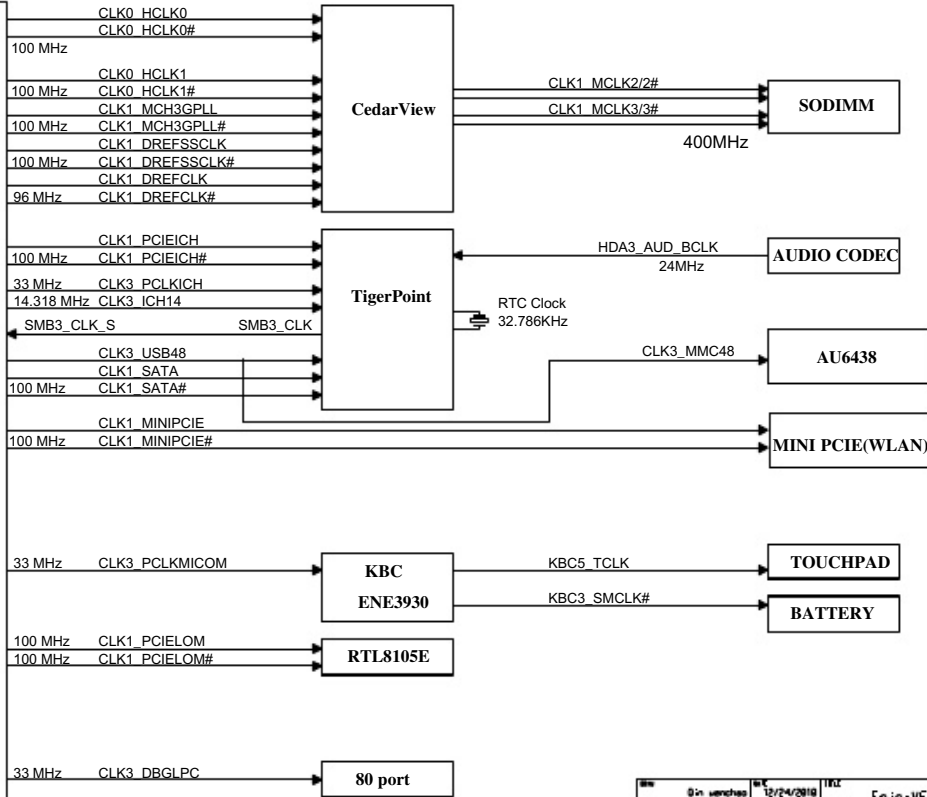 CLK0_HCLK0
CLK0_HCLK0#
100 MHz
CLK0_HCLK1
100 MHz CLK0_HCLK1#
CLK1_MCH3GPLL
100 MHz CLK1_MCH3GPLL#
CLK1_DREFSSCLK
100 MHz CLK1_DREFSSCLK#
CLK1_DREFCLK
96 MHz CLK1_DREFCLK#
CedarView
CLK1_MCLK2/2#
CLK1_MCLK3/3#
400MHz
SODIMM
CLK1_PCIEICH
100 MHz CLK1_PCIEICH#
33 MHz CLK3_PCLKICH
14.318 MHz CLK3_ICH14
SMB3_CLK_S SMB3_CLK
CLK3_USB48
CLK1_SATA
100 MHz CLK1_SATA#
TigerPoint
HDA3_AUD_BCLK
24MHz
AUDIO CODEC
RTC Clock
32.786KHz
CLK3_MMC48
AU6438
CLK1_MINIPCIE
100 MHz CLK1_MINIPCIE#
MINI PCIE(WLAN)
33 MHz CLK3_PCLKMICOM
KBC
ENE3930
KBC5_TCLK
TOUCHPAD
KBC3_SMCLK#
BATTERY
100 MHz CLK1_PCIELOM
100 MHz CLK1_PCIELOM#
RTL8105E
33 MHz CLK3_DBGLPC
80 port
12/24/2010
TITLE